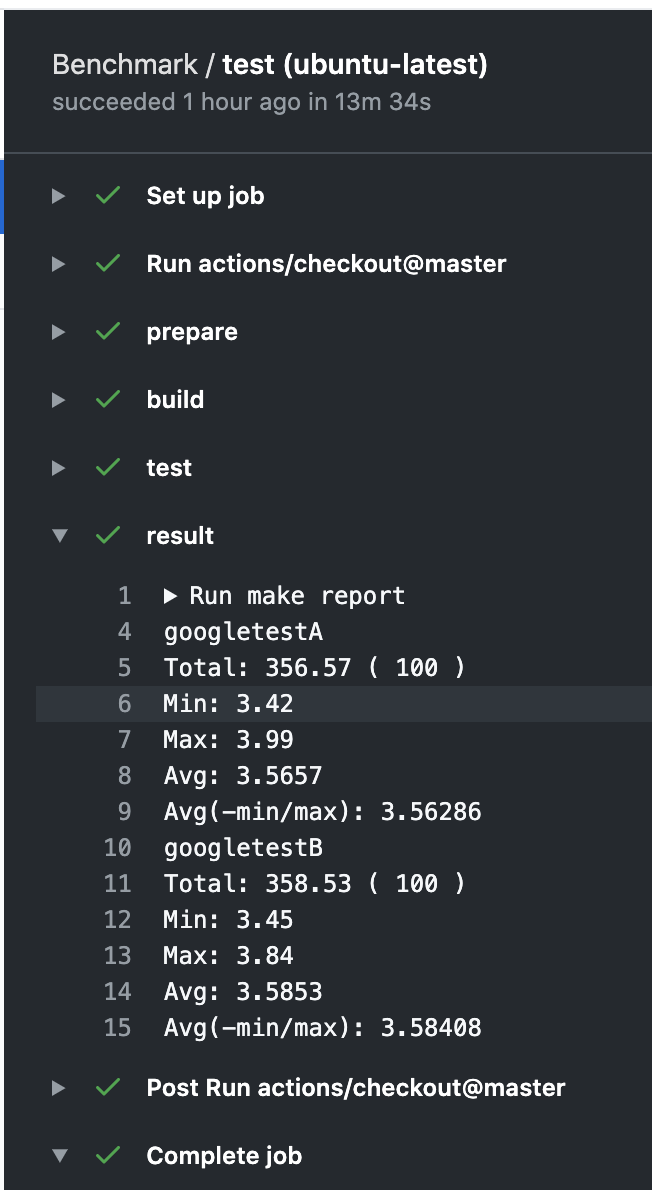 Benchmark / test (ubuntu-latest)
succeeded 1 hour ago in 13m 34s
Set up job
Run actions/checkout@master
prepare
build
test
result
1 ▶ Run make report
4 googletestA
5 Total: 356.57 ( 100 )
6 Min: 3.42
7 Max: 3.99
8 Avg: 3.5657
9 Avg(-min/max): 3.56286
10 googletestB
11 Total: 358.53 ( 100 )
12 Min: 3.45
13 Max: 3.84
14 Avg: 3.5853
15 Avg(-min/max): 3.58408
Post Run actions/checkout@master
Complete job